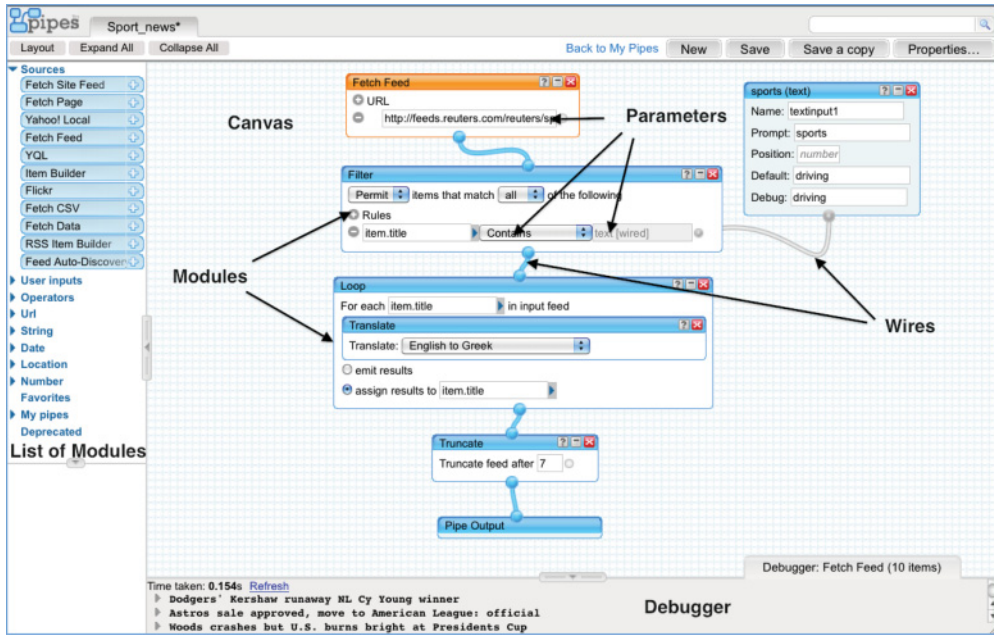 pipes
Sport_news*
Layout Expand All Collapse All Back to My Pipes New Save Save a copy Properties...
Sources
Fetch Site Feed
Fetch Page
Yahoo! Local
Fetch Feed
YQL
Item Builder
Flickr
Fetch CSV
Fetch Data
RSS Item Builder
Feed Auto-Discover
User inputs
Operators
Url
String
Date
Location
Number
Favorites
My pipes
Deprecated
List of Modules
Canvas
Modules
Parameters
Wires
Fetch Feed
URL
http://feeds.reuters.com/reuters/sp
sports (text)
Name: textinput1
Prompt: sports
Position: number
Default: driving
Debug: driving
Filter
Permit items that match all of the following
Rules
item.title Contains text [wired]
Loop
For each item.title in input feed
Translate
Translate: English to Greek
emit results
assign results to item.title
Truncate
Truncate feed after 7
Pipe Output
Debugger: Fetch Feed (10 items)
Time taken: 0.154s Refresh
Dodgers' Kershaw runaway NL Cy Young winner
Astros sale approved, move to American League: official
Woods crashes but U.S. burns bright at Presidents Cup
Debugger